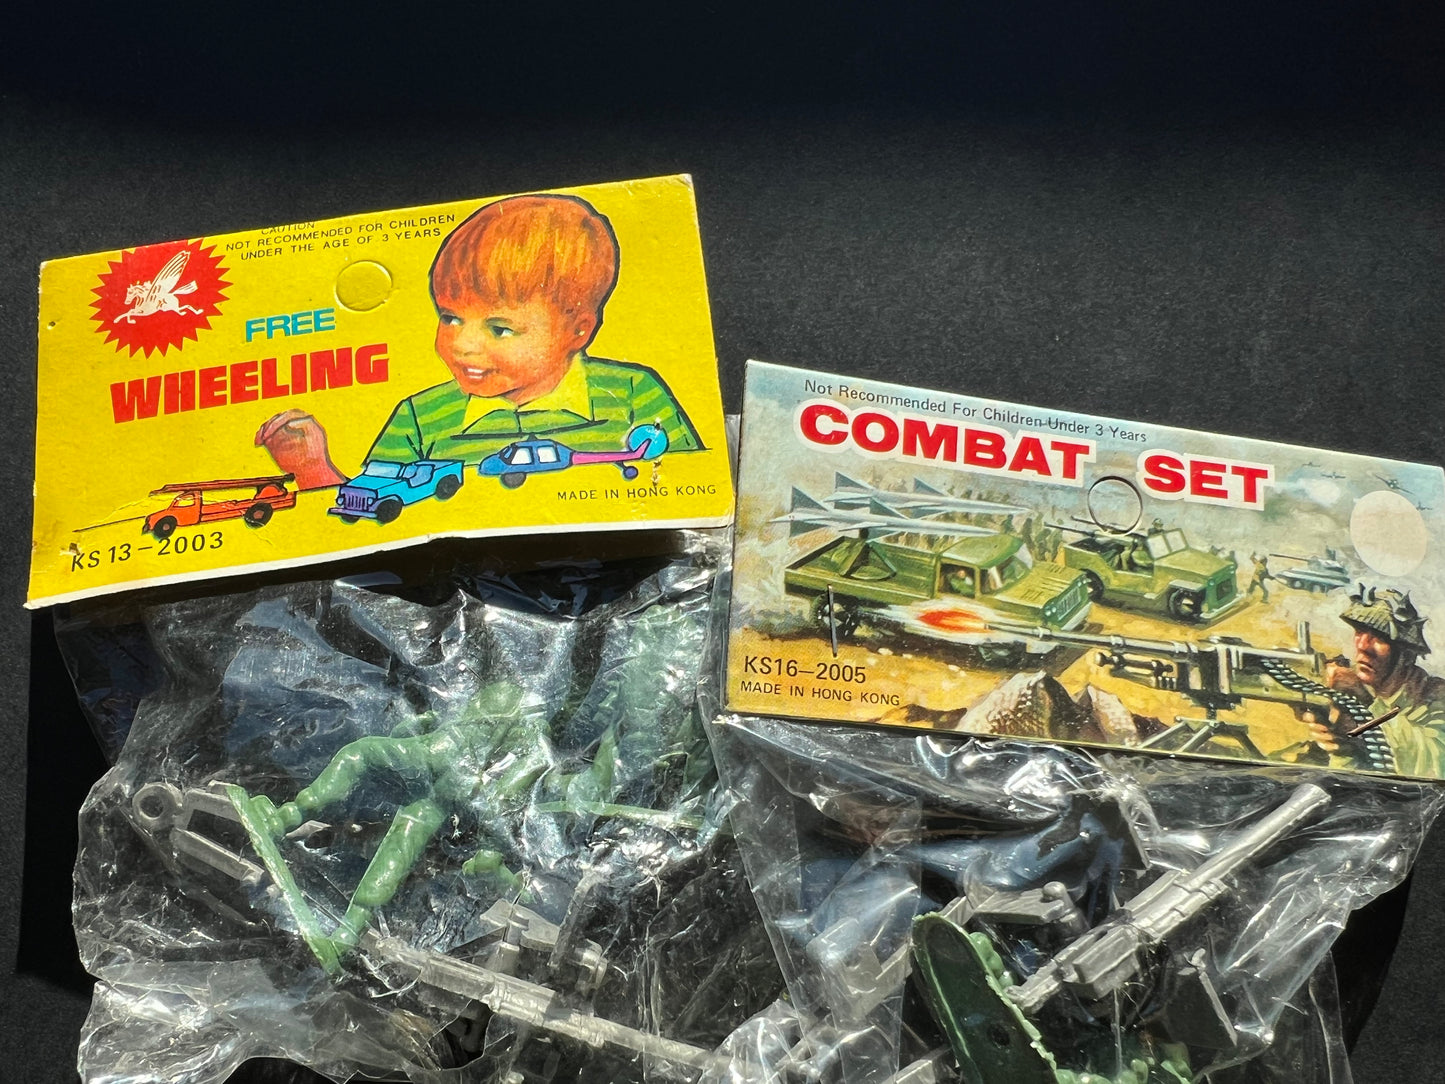 CAUTION
NOT RECOMMENDED FOR CHILDREN
UNDER THE AGE OF 3 YEARS
FREE
WHEELING
MADE IN HONG KONG
KS 13-2003
Not Recommended For Children Under 3 Years
COMBAT SET
KS16-2005
MADE IN HONG KONG